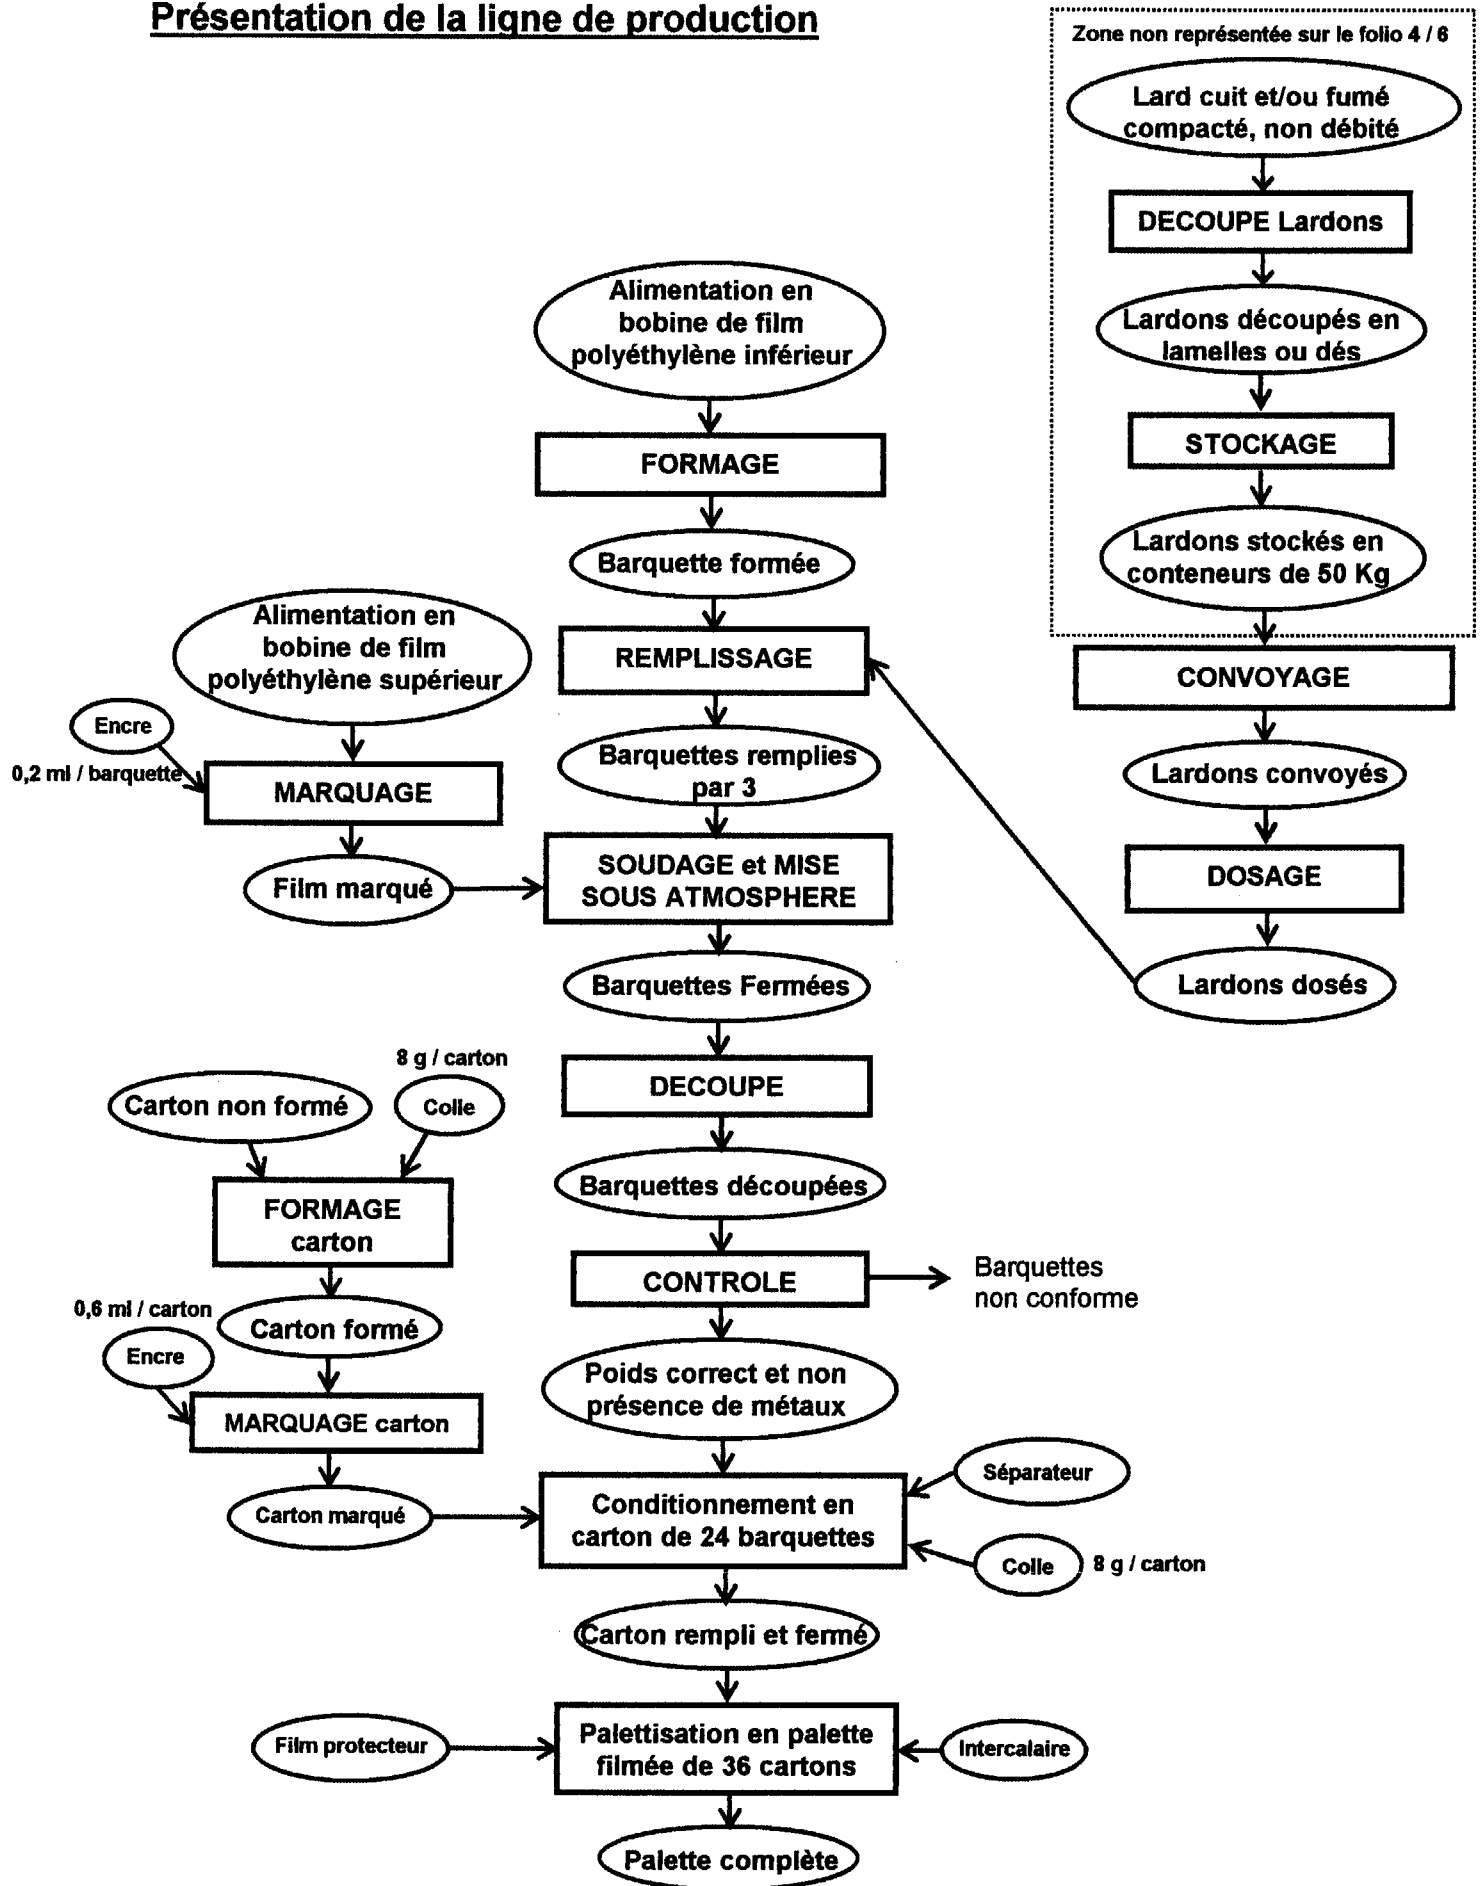 Présentation de la ligne de production
Zone non représentée sur le folio 4 / 6
Lard cuit et/ou fumé
compacté, non débité
DECOUPE Lardons
Lardons découpés en
lamelles ou dés
STOCKAGE
Lardons stockés en
conteneurs de 50 Kg
CONVOYAGE
Lardons convoyés
DOSAGE
Lardons dosés
Alimentation en
bobine de film
polyéthylène inférieur
FORMAGE
Barquette formée
REMPLISSAGE
Barquettes remplies
par 3
Alimentation en
bobine de film
polyéthylène supérieur
Encre
0,2 ml / barquette
MARQUAGE
Film marqué
SOUDAGE et MISE
SOUS ATMOSPHERE
Barquettes Fermées
DECOUPE
Barquettes découpées
CONTROLE
Barquettes
non conforme
Poids correct et non
présence de métaux
8 g / carton
Carton non formé
Colle
FORMAGE
carton
0,6 ml / carton
Carton formé
Encre
MARQUAGE carton
Carton marqué
Conditionnement en
carton de 24 barquettes
Séparateur
Colle
8 g / carton
Carton rempli et fermé
Film protecteur
Palettisation en palette
filmée de 36 cartons
Intercalaire
Palette complète